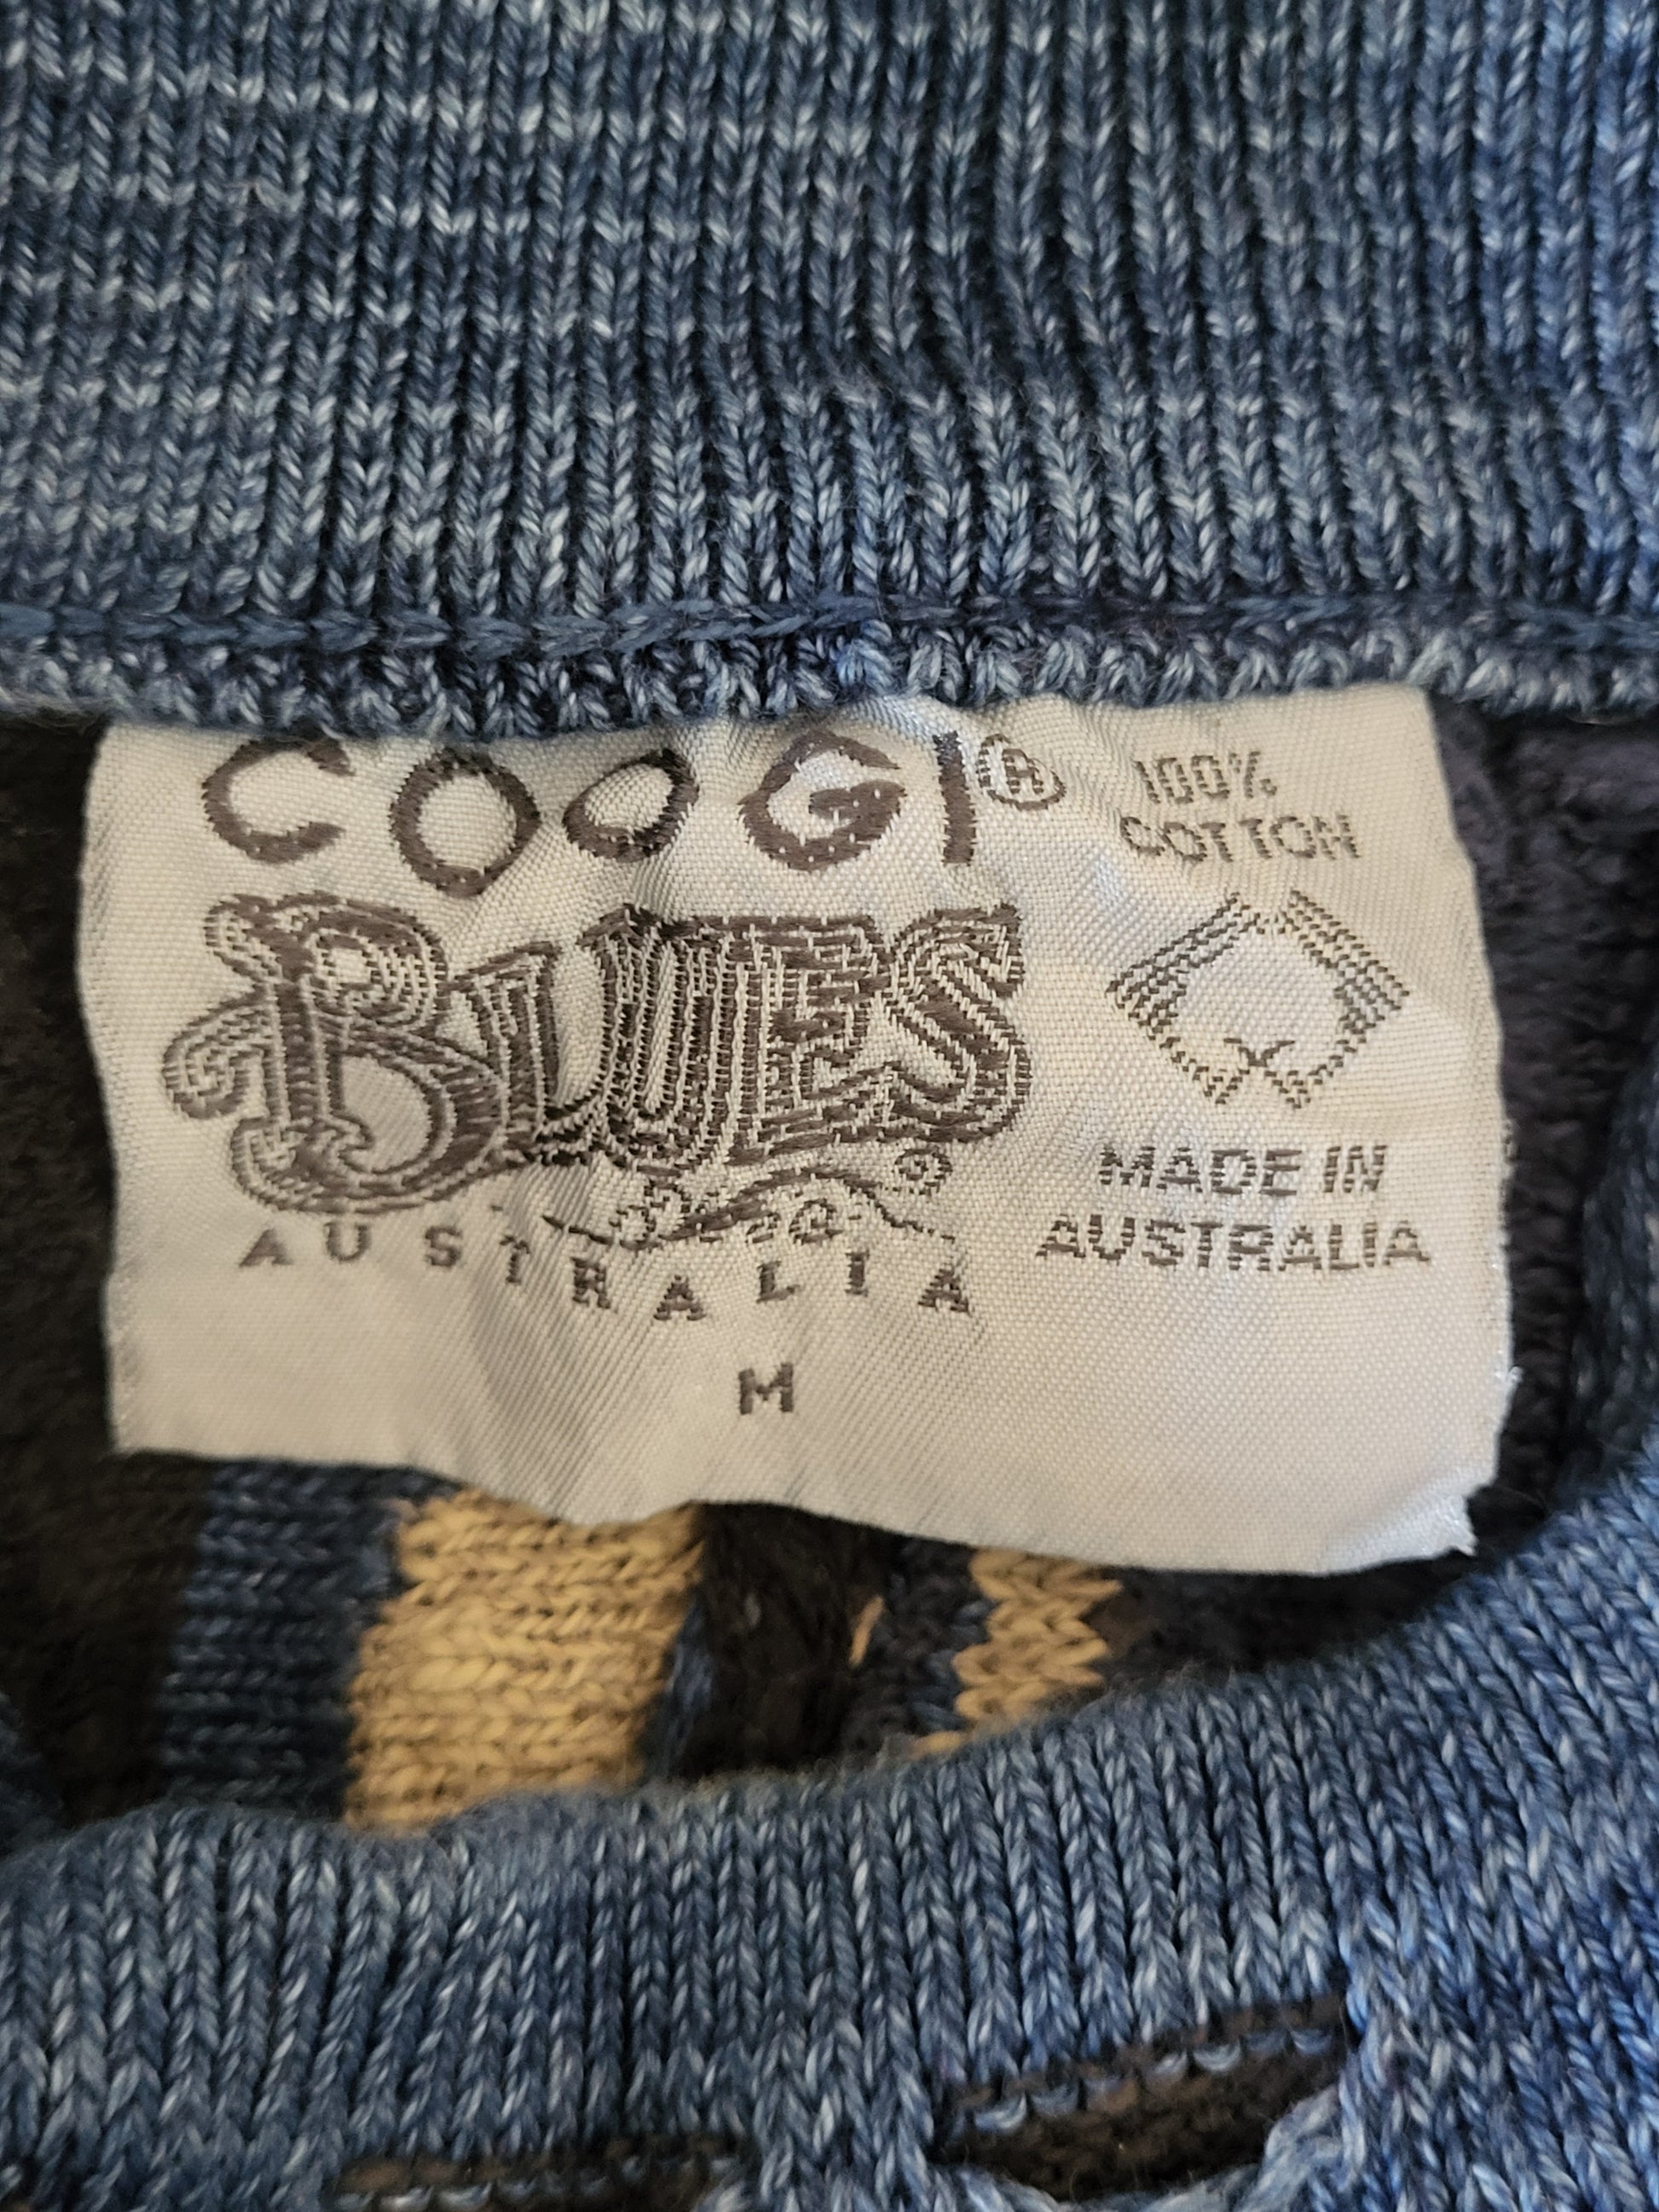 COOGI®
BLUES
AUSTRALIA
M
100%
COTTON
MADE IN
AUSTRALIA